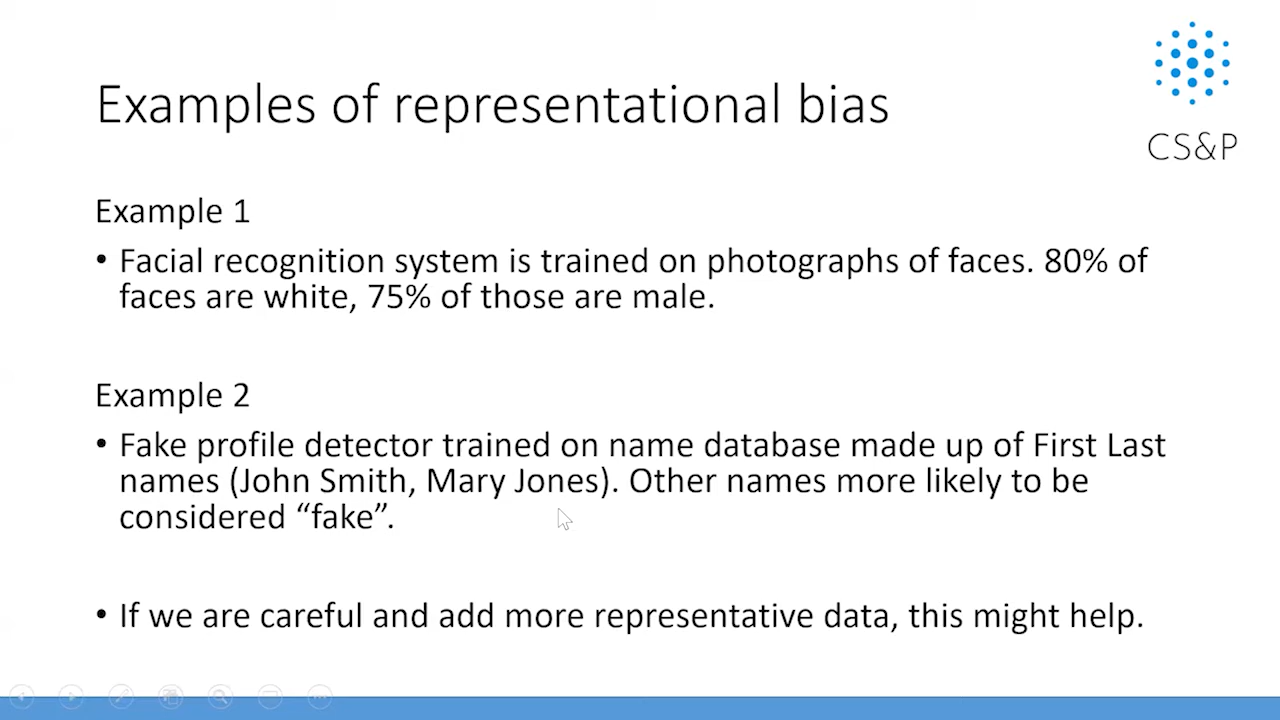 Examples of representational bias
CS&P
Example 1
• Facial recognition system is trained on photographs of faces. 80% of
faces are white, 75% of those are male.
Example 2
• Fake profile detector trained on name database made up of First Last
names (John Smith, Mary Jones). Other names more likely to be
considered “fake”.
• If we are careful and add more representative data, this might help.